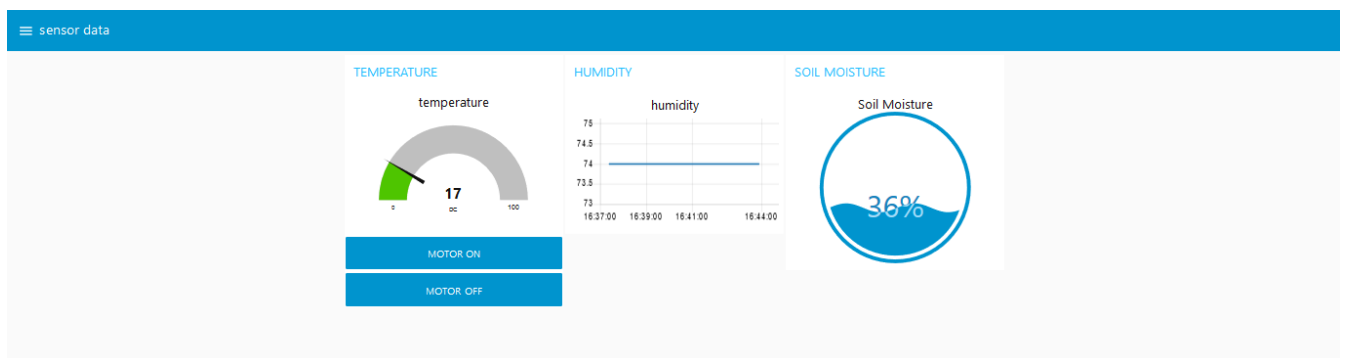 sensor data
TEMPERATURE
temperature
17
0
oc
100
MOTOR ON
MOTOR OFF
HUMIDITY
humidity
75
74.5
74
73.5
73
16:37:00 16:39:00 16:41:00 16:44:00
SOIL MOISTURE
Soil Moisture
36%